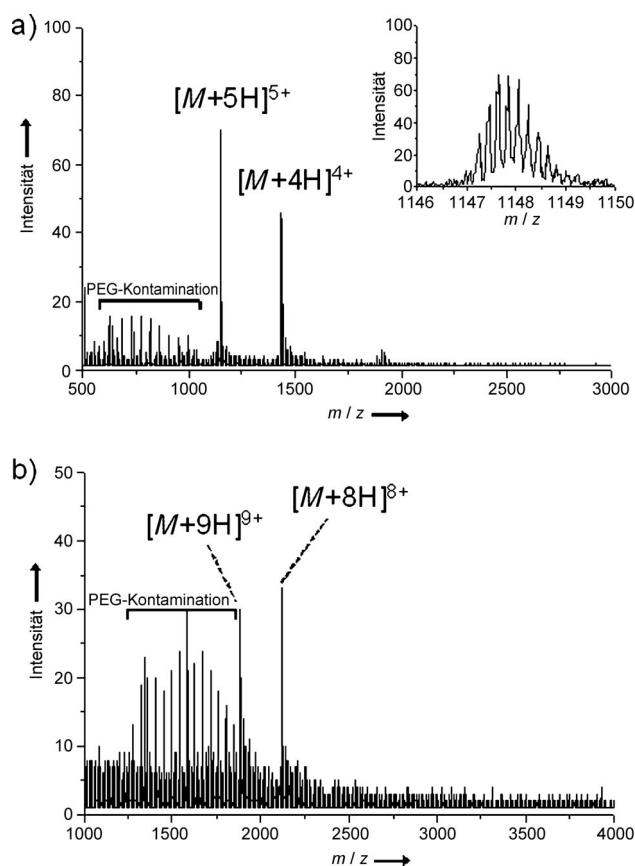 a)
Intensität
100
80
60
40
20
0
[M+5H]5+
[M+4H]4+
PEG-Kontamination
500 1000 1500 2000 2500 3000
m / z
Intensität
100
80
60
40
20
0
1146 1147 1148 1149 1150
m / z
b)
Intensität
50
40
30
20
10
0
[M+9H]9+
[M+8H]8+
PEG-Kontamination
1000 1500 2000 2500 3000 3500 4000
m / z